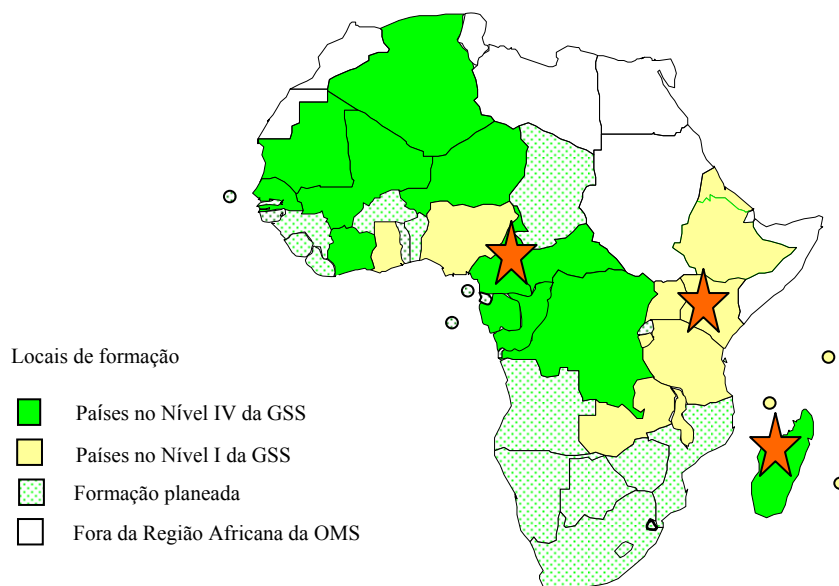 Locais de formação
Países no Nível IV da GSS
Países no Nível I da GSS
Formação planeada
Fora da Região Africana da OMS